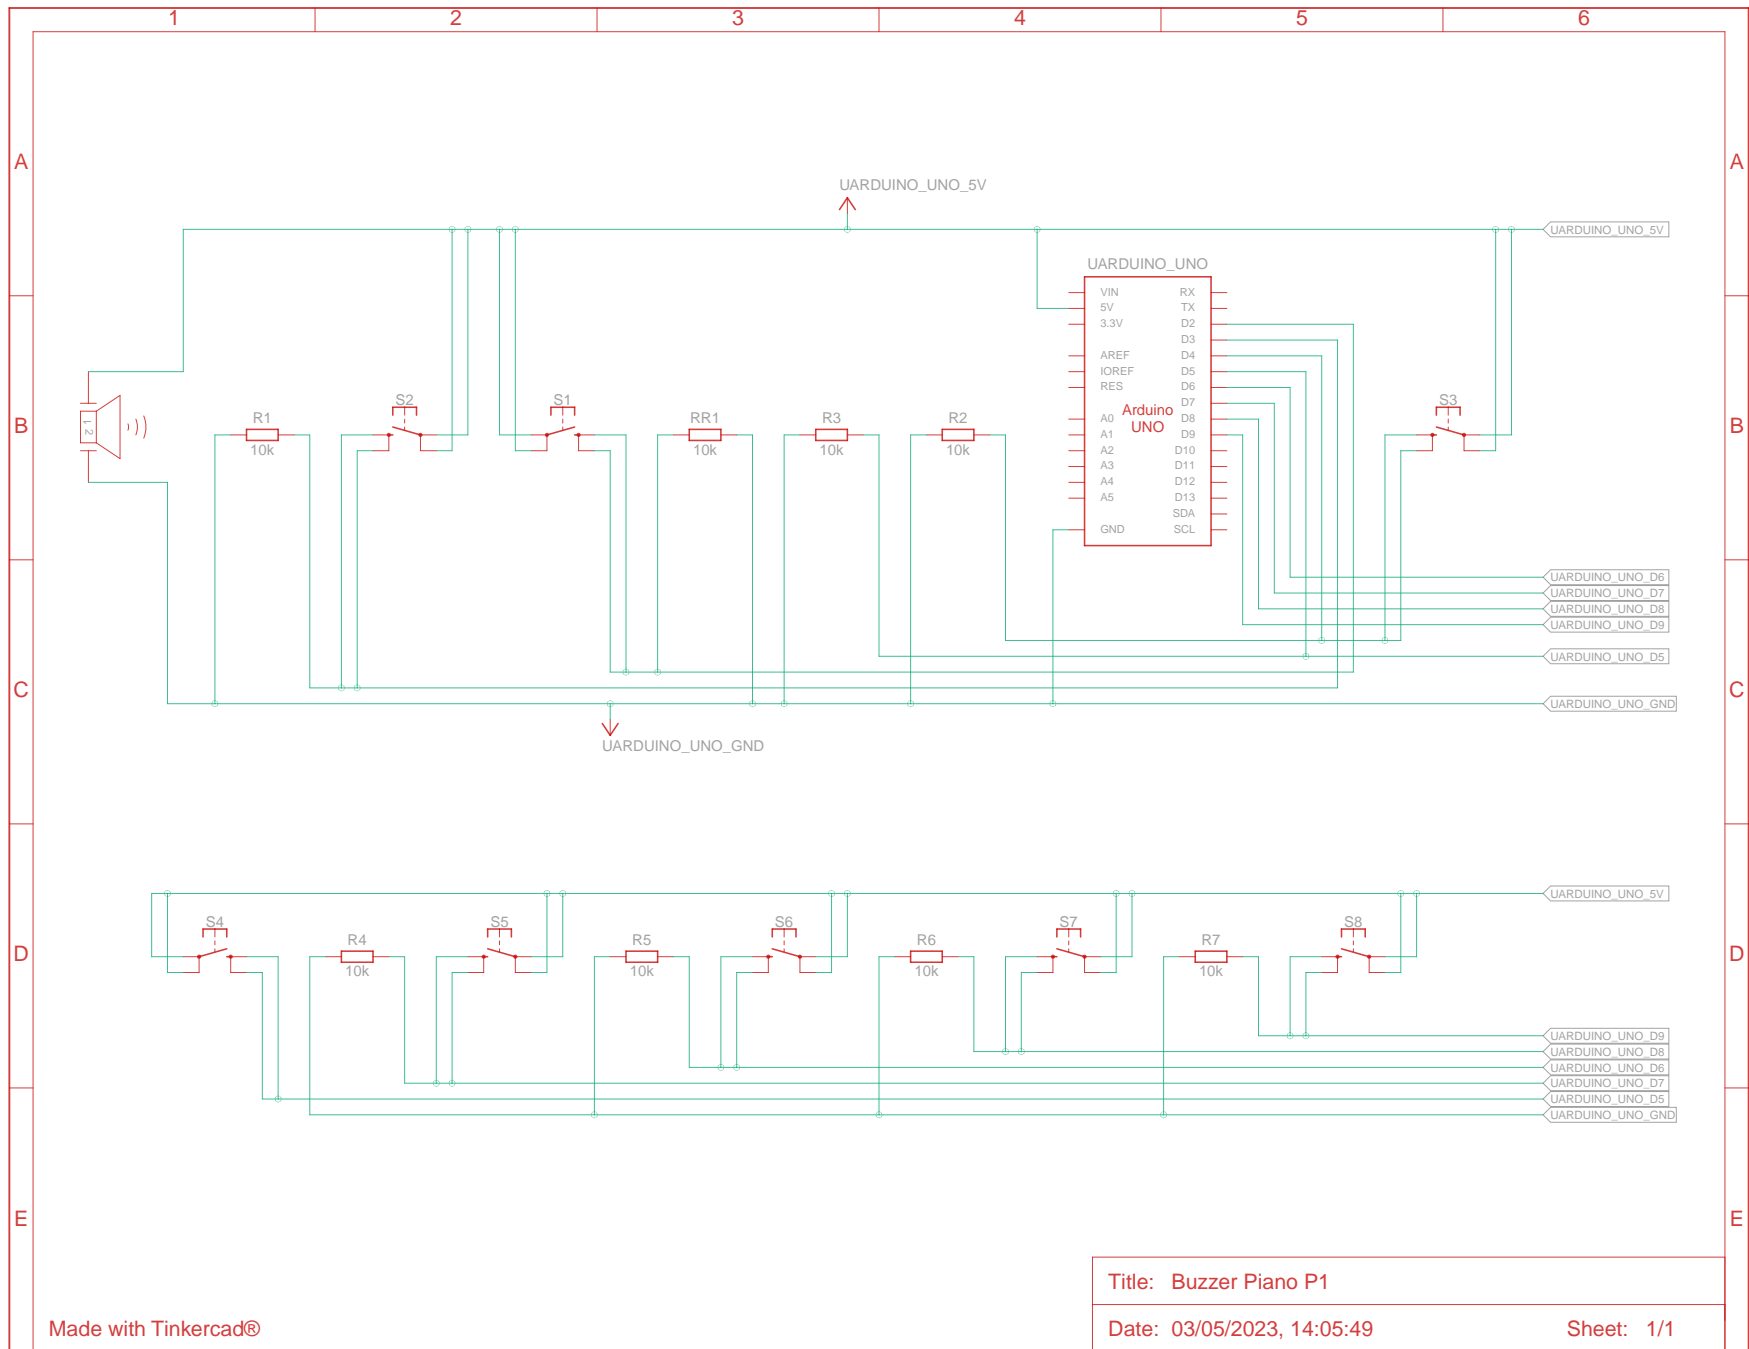 1 2 3 4 5 6
A A
UARDUINO_UNO_5V
UARDUINO_UNO_5V
UARDUINO_UNO
VIN RX
5V TX
3.3V D2
D3
AREF D4
IOREF D5
RES D6
D7
A0 D8
A1 D9
A2 D10
A3 D11
A4 D12
A5 D13
SDA
GND SCL
Arduino
UNO
B B
1 2
R1
10k
S2
S1
RR1
10k
R3
10k
R2
10k
S3
UARDUINO_UNO_D6
UARDUINO_UNO_D7
UARDUINO_UNO_D8
UARDUINO_UNO_D9
UARDUINO_UNO_D5
C C
UARDUINO_UNO_GND
UARDUINO_UNO_GND
UARDUINO_UNO_5V
D D
S4
R4
10k
S5
R5
10k
S6
R6
10k
S7
R7
10k
S8
UARDUINO_UNO_D9
UARDUINO_UNO_D8
UARDUINO_UNO_D6
UARDUINO_UNO_D7
UARDUINO_UNO_D5
UARDUINO_UNO_GND
E E
Title: Buzzer Piano P1
Made with Tinkercad®
Date: 03/05/2023, 14:05:49 Sheet: 1/1